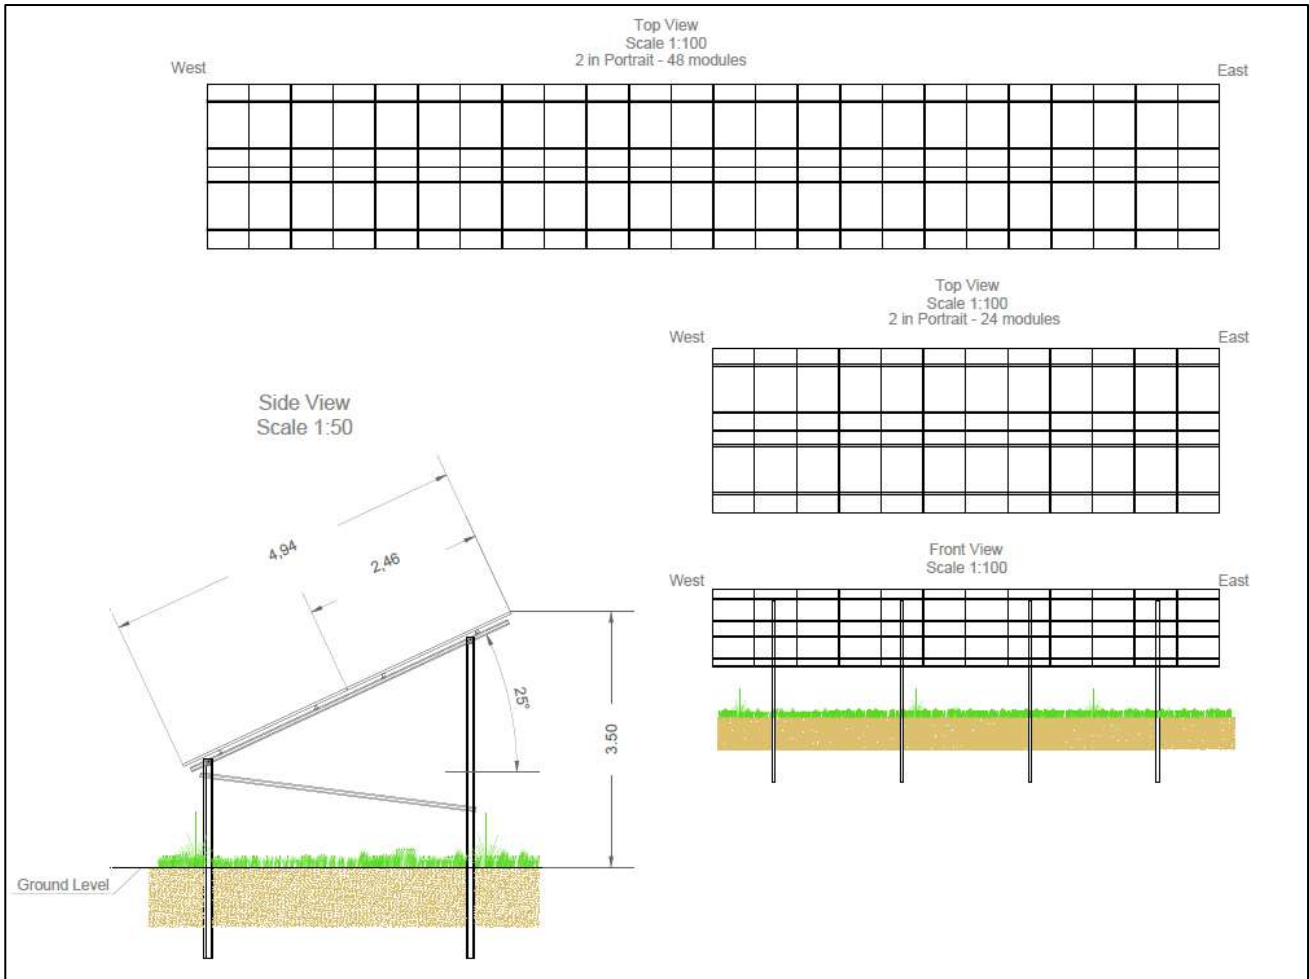 Top View
Scale 1:100
2 in Portrait - 48 modules
West
East
Top View
Scale 1:100
2 in Portrait - 24 modules
West
East
Side View
Scale 1:50
4,94
2,46
25°
3.50
Ground Level
Front View
Scale 1:100
West
East